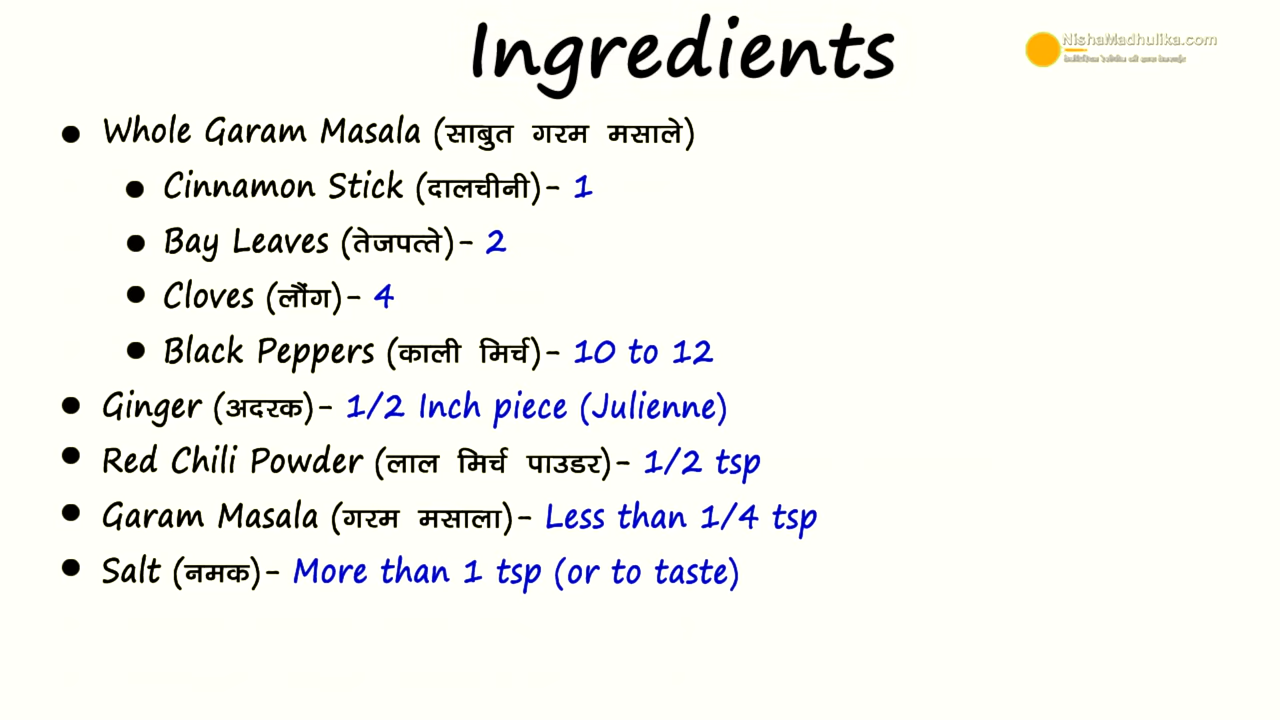 Ingredients
NishaMadhulika.com
Whole Garam Masala (साबुत गरम मसाले)
Cinnamon Stick (दालचीनी)- 1
Bay Leaves (तेजपत्ते)- 2
Cloves (लौंग)- 4
Black Peppers (काली मिर्च)- 10 to 12
Ginger (अदरक)- 1/2 Inch piece (Julienne)
Red Chili Powder (लाल मिर्च पाउडर)- 1/2 tsp
Garam Masala (गरम मसाला)- Less than 1/4 tsp
Salt (नमक)- More than 1 tsp (or to taste)